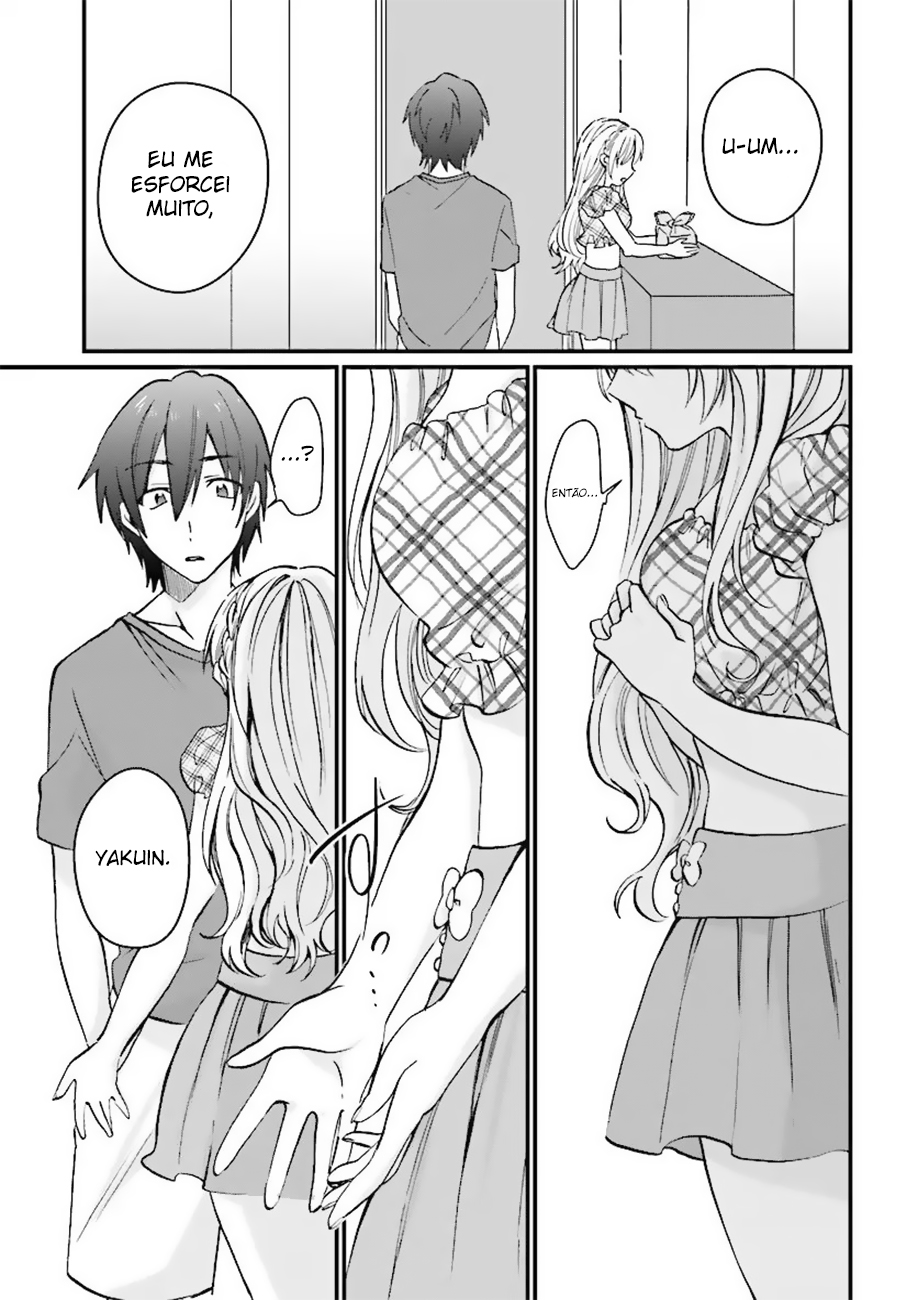 U-UM...
EU ME
ESFORCEI
MUITO,
ENTÃO...
...?
YAKUIN.